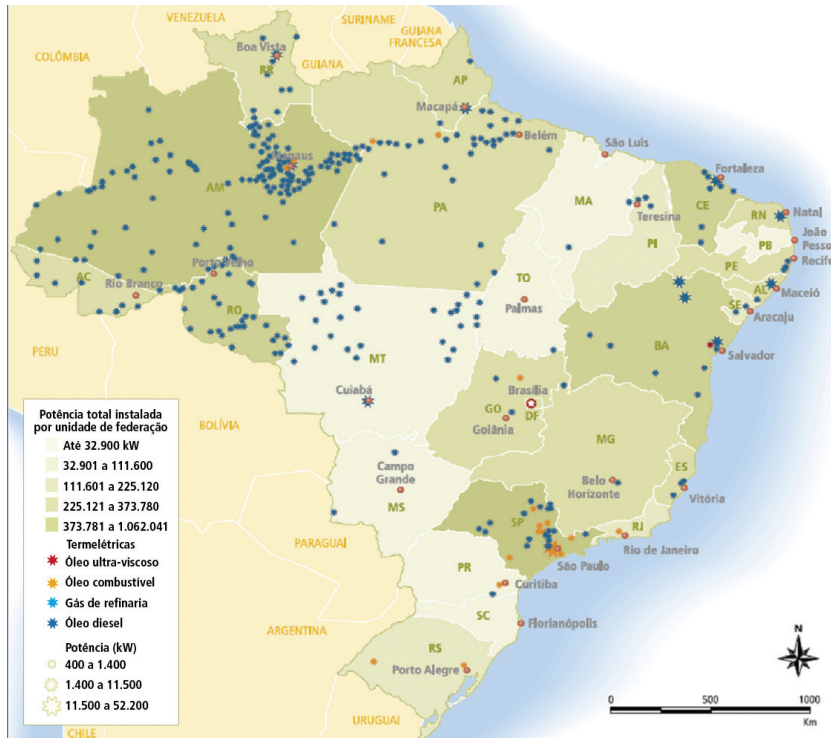 VENEZUELA
SURINAME
GUIANA
FRANCESA
COLÔMBIA
GUIANA
Boa Vista
RR
AP
Macapá
Belém
São Luis
Manaus
Fortaleza
AM
PA
MA
CE
Teresina
RN
Natal
João
Pesso
PB
PI
Recife
PE
AC
Porto Velho
Rio Branco
TO
AL
Maceió
SE
Palmas
Aracaju
RO
BA
MT
Salvador
PERU
Cuiabá
Brasília
GO
DF
Goiânia
MG
BOLÍVIA
Campo
Grande
Belo
Horizonte
ES
Vitória
MS
SP
RJ
Rio de Janeiro
São Paulo
PARAGUAI
PR
Curitiba
SC
Florianópolis
ARGENTINA
RS
Porto Alegre
URUGUAI
CHILE
Potência total instalada
por unidade de federação
Até 32.900 kW
32.901 a 111.600
111.601 a 225.120
225.121 a 373.780
373.781 a 1.062.041
Termelétricas
Óleo ultra-viscoso
Óleo combustível
Gás de refinaria
Óleo diesel
Potência (kW)
400 a 1.400
1.400 a 11.500
11.500 a 52.200
N
0 500 1000
Km